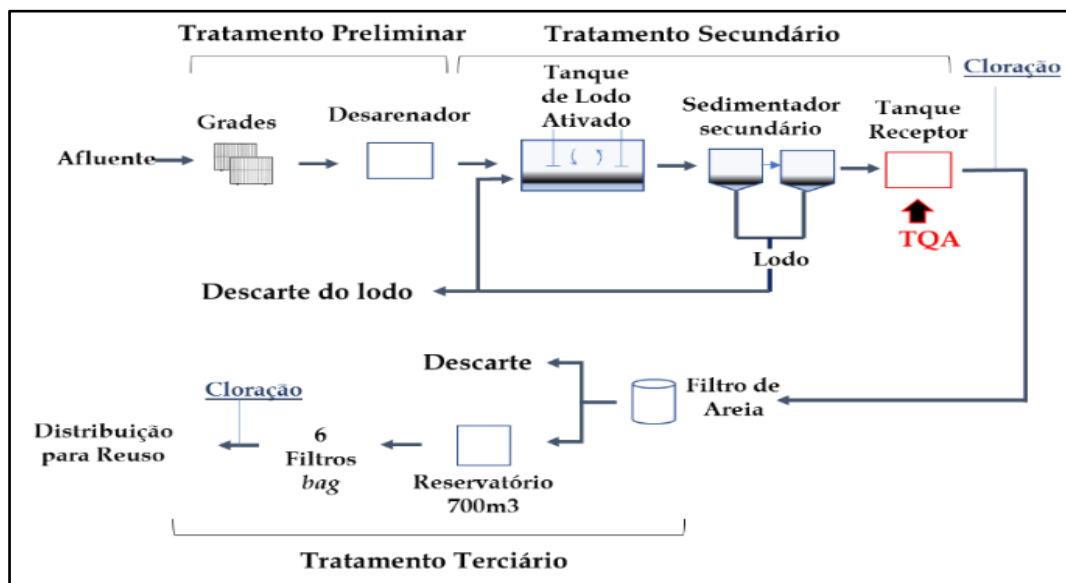 Tratamento Preliminar
Tratamento Secundário
Cloração
Afluente
Grades
Desarenador
Tanque
de Lodo
Ativado
Sedimentador
secundário
Tanque
Receptor
TQA
Lodo
Descarte do lodo
Descarte
Filtro de
Areia
Reservatório
700m3
6
Filtros
bag
Cloração
Distribuição
para Reuso
Tratamento Terciário